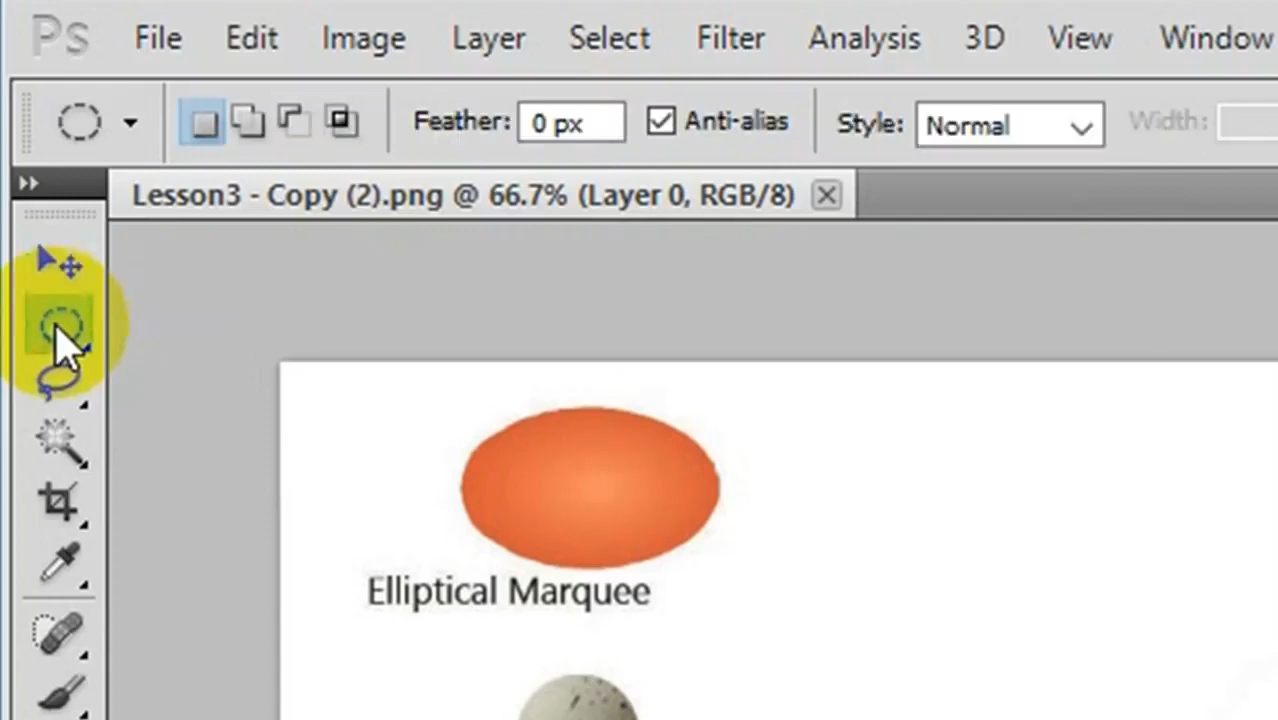 Ps File Edit Image Layer Select Filter Analysis 3D View Window
Feather: 0 px Anti-alias Style: Normal Width:
Lesson3 - Copy (2).png @ 66.7% (Layer 0, RGB/8)
Elliptical Marquee